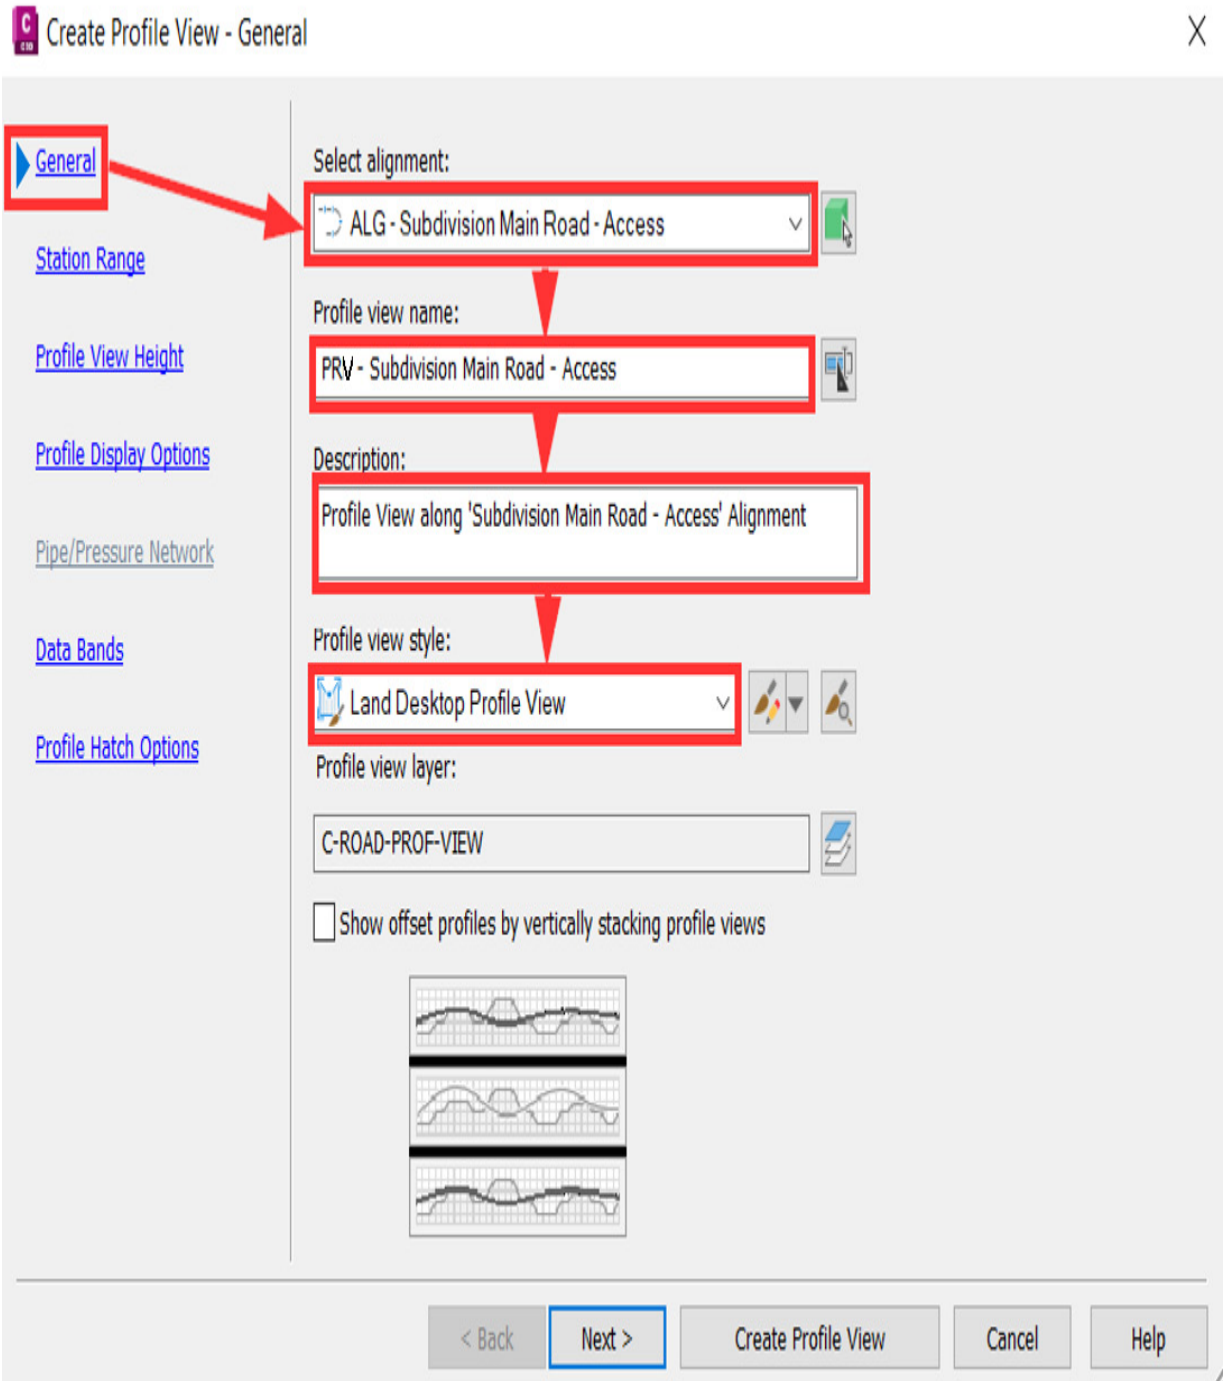 C
C3D
Create Profile View - General
General
Station Range
Profile View Height
Profile Display Options
Pipe/Pressure Network
Data Bands
Profile Hatch Options
Select alignment:
ALG - Subdivision Main Road - Access
Profile view name:
PRV - Subdivision Main Road - Access
Description:
Profile View along 'Subdivision Main Road - Access' Alignment
Profile view style:
Land Desktop Profile View
Profile view layer:
C-ROAD-PROF-VIEW
Show offset profiles by vertically stacking profile views
< Back
Next >
Create Profile View
Cancel
Help